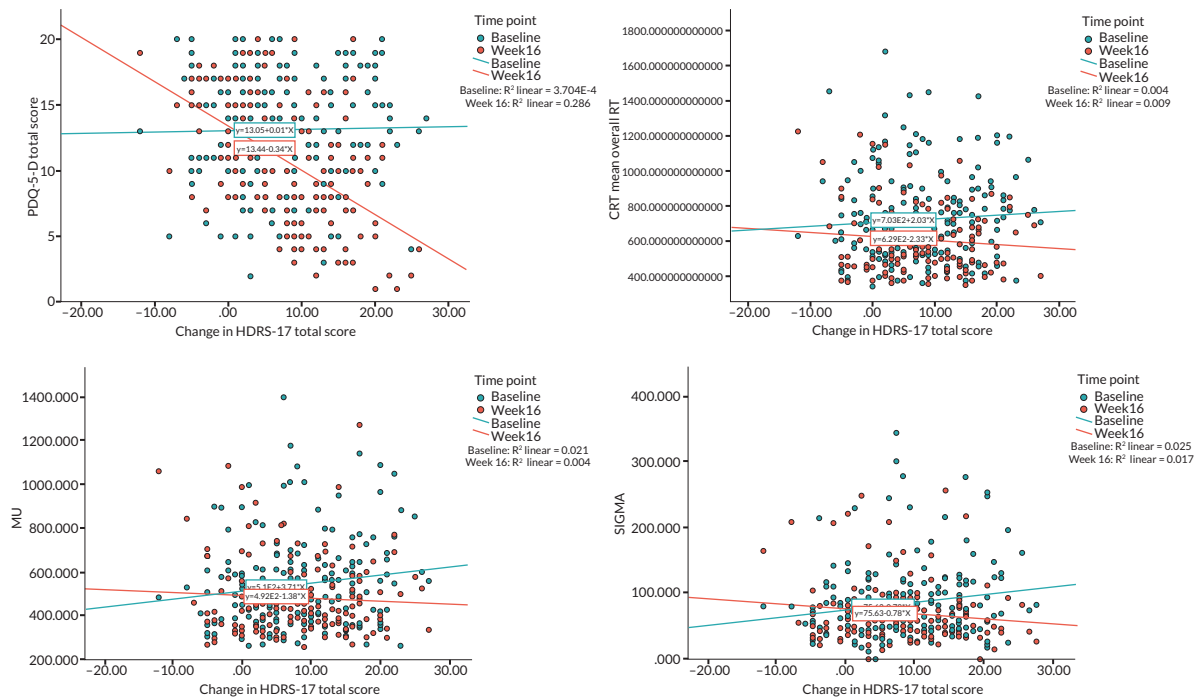 Time point
Baseline
Week16
Baseline
Week16
Baseline: R² linear = 3.704E-4
Week 16: R² linear = 0.286
PDQ-5-D total score
20
15
10
5
0
y=13.05+0.01*X
y=13.44-0.34*X
−20.00
−10.00
.00
10.00
20.00
30.00
Change in HDRS-17 total score
Time point
Baseline
Week16
Baseline
Week16
Baseline: R² linear = 0.004
Week 16: R² linear = 0.009
CRT mean overall RT
1800.000000000000
1600.000000000000
1400.000000000000
1200.000000000000
1000.000000000000
800.000000000000
600.000000000000
400.000000000000
y=7.03E2+2.03*X
y=6.29E2-2.33*X
−20.00
−10.00
.00
10.00
20.00
30.00
Change in HDRS-17 total score
Time point
Baseline
Week16
Baseline
Week16
Baseline: R² linear = 0.021
Week 16: R² linear = 0.004
MU
1400.000
1200.000
1000.000
800.000
600.000
400.000
200.000
y=5.1E2+3.71*X
y=4.92E2-1.38*X
−20.00
−10.00
.00
10.00
20.00
30.00
Change in HDRS-17 total score
Time point
Baseline
Week16
Baseline
Week16
Baseline: R² linear = 0.025
Week 16: R² linear = 0.017
SIGMA
400.000
300.000
200.000
100.000
.000
y=75.63-0.78*X
−20.00
−10.00
.00
10.00
20.00
30.00
Change in HDRS-17 total score